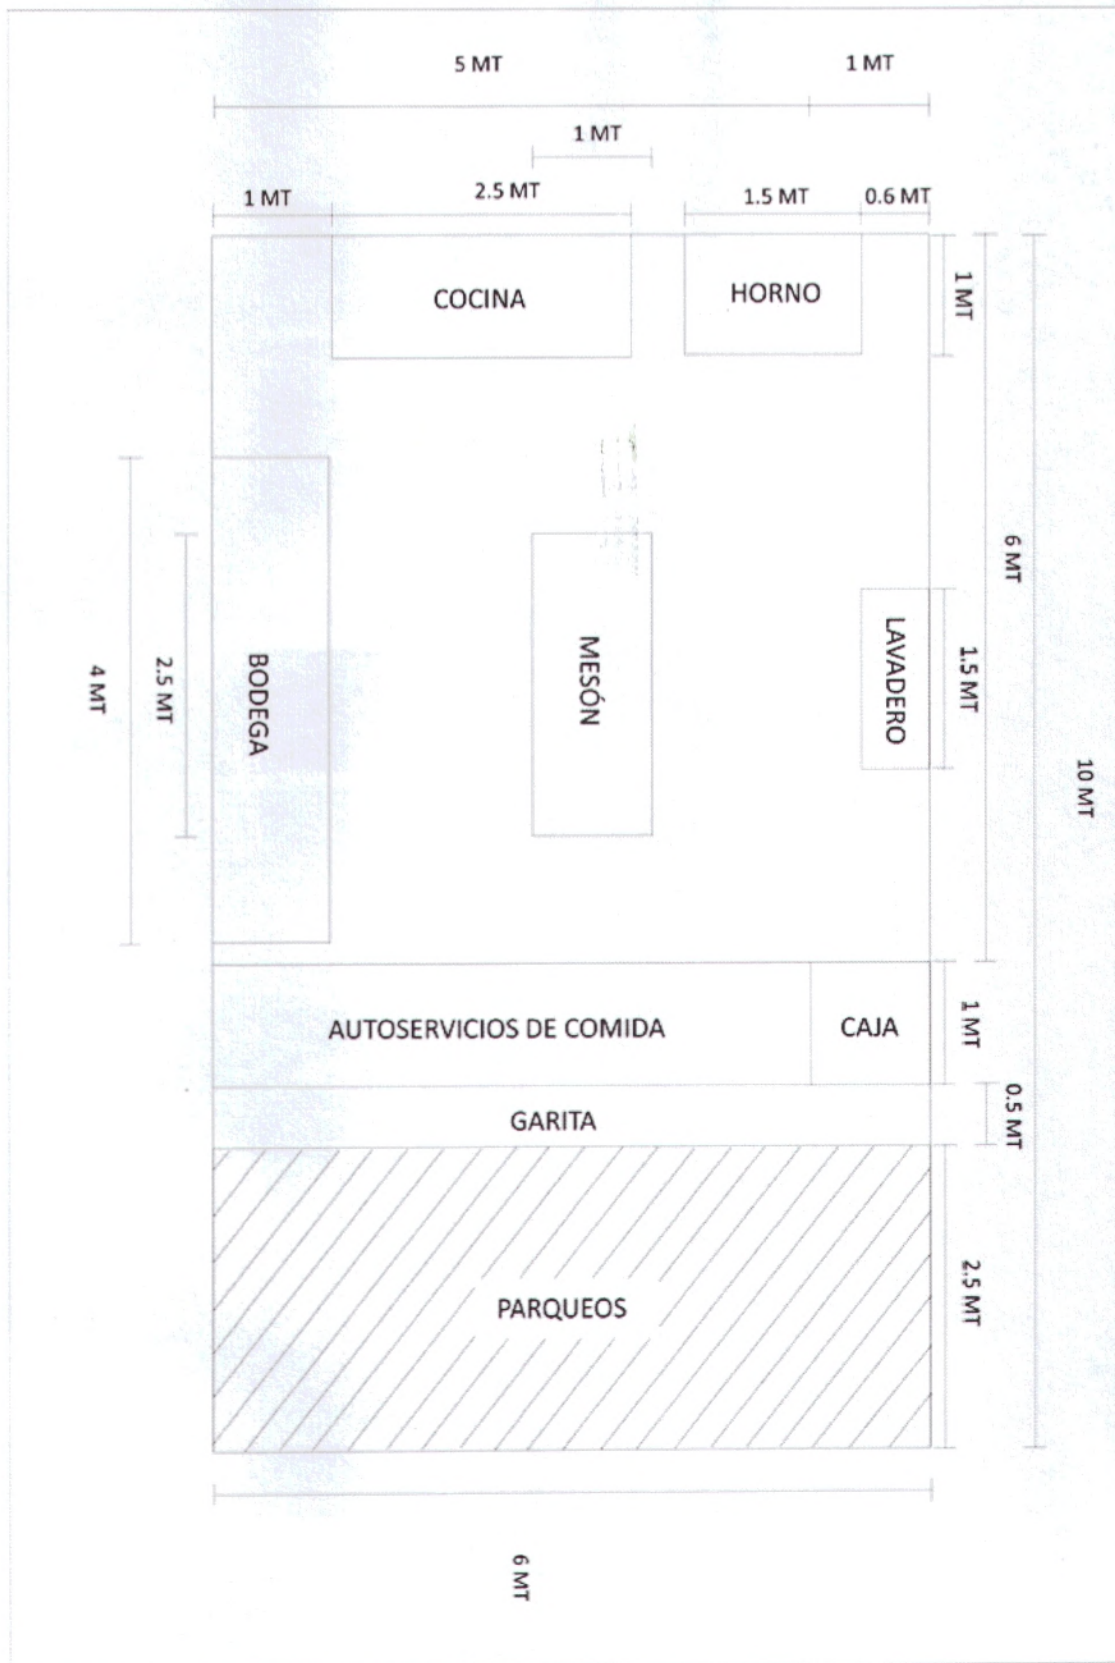 5 MT
1 MT
1 MT
1 MT
2.5 MT
1.5 MT
0.6 MT
COCINA
HORNO
1 MT
6 MT
10 MT
BODEGA
MESÓN
LAVADERO
1.5 MT
4 MT
2.5 MT
AUTOSERVICIOS DE COMIDA
CAJA
1 MT
GARITA
0.5 MT
PARQUEOS
2.5 MT
6 MT